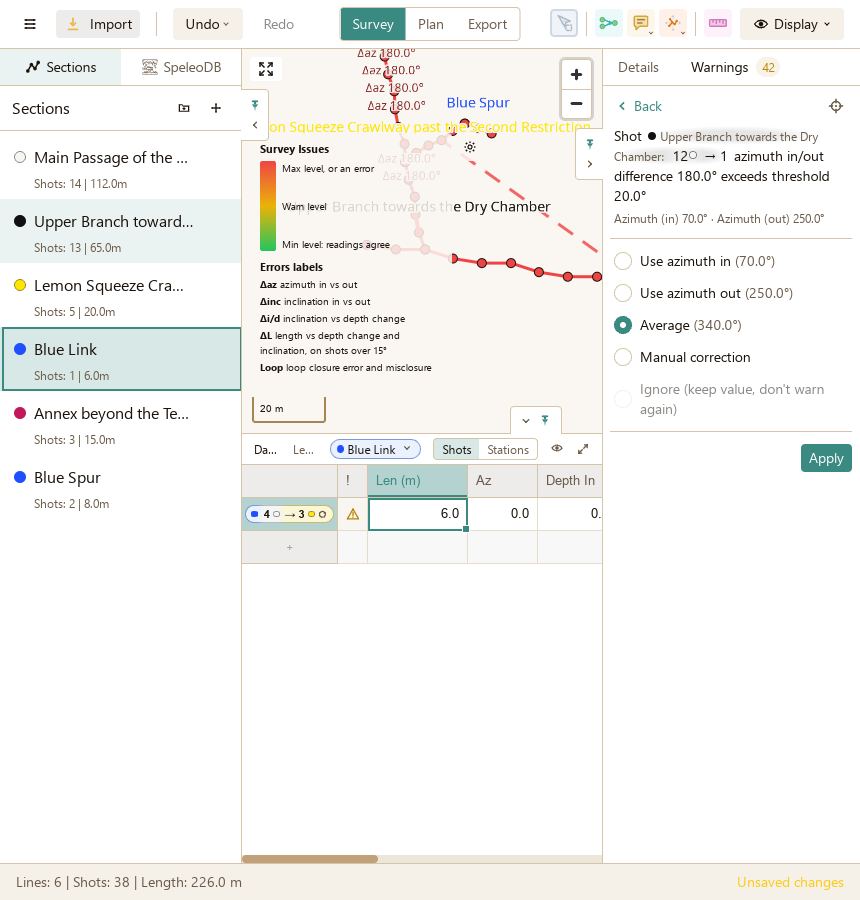 Import
Undo
Redo
Survey
Plan
Export
Display
Sections
SpeleoDB
Sections
Main Passage of the ...
Shots: 14 | 112.0m
Upper Branch toward...
Shots: 13 | 65.0m
Lemon Squeeze Cra...
Shots: 5 | 20.0m
Blue Link
Shots: 1 | 6.0m
Annex beyond the Te...
Shots: 3 | 15.0m
Blue Spur
Shots: 2 | 8.0m
Δaz 180.0°
Δaz 180.0°
Δaz 180.0°
Δaz 180.0°
Blue Spur
on Squeeze Crawlway past the Second Restriction
Δaz 180.0°
Δaz 180.0°
Branch towards the Dry Chamber
Survey Issues
Max level, or an error
Warn level
Min level: readings agree
Errors labels
Δaz azimuth in vs out
Δinc inclination in vs out
Δi/d inclination vs depth change
ΔL length vs depth change and
inclination, on shots over 15°
Loop loop closure error and misclosure
20 m
Da...
Le...
Blue Link
Shots
Stations
!
Len (m)
Az
Depth In
4 → 3
6.0
0.0
0.
+
Details
Warnings 42
Back
Shot Upper Branch towards the Dry
Chamber: 12 → 1 azimuth in/out
difference 180.0° exceeds threshold
20.0°
Azimuth (in) 70.0° · Azimuth (out) 250.0°
Use azimuth in (70.0°)
Use azimuth out (250.0°)
Average (340.0°)
Manual correction
Ignore (keep value, don't warn
again)
Apply
Lines: 6 | Shots: 38 | Length: 226.0 m
Unsaved changes